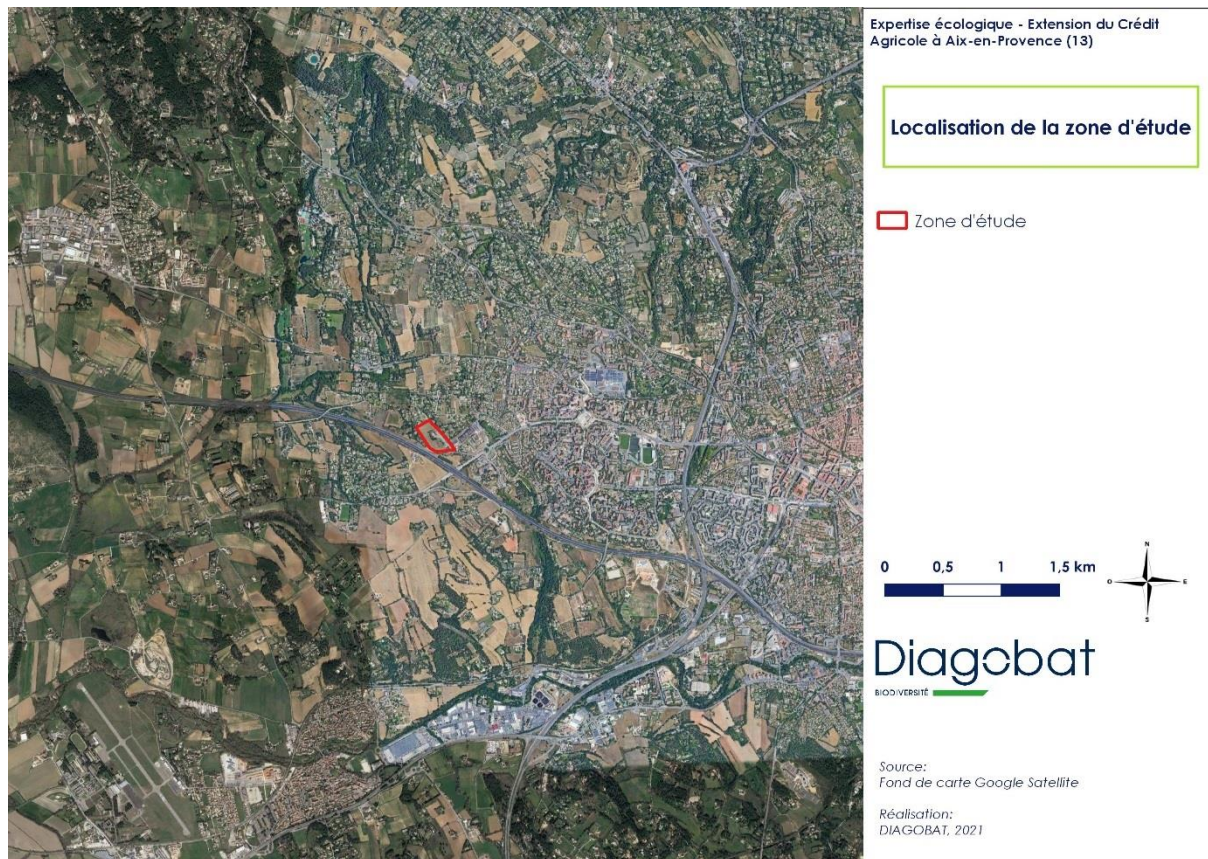 Expertise écologique - Extension du Crédit
Agricole à Aix-en-Provence (13)
Localisation de la zone d'étude
Zone d'étude
0 0,5 1 1,5 km
N
O E
S
Diagobat
BIODIVERSITÉ
Source:
Fond de carte Google Satellite
Réalisation:
DIAGOBAT, 2021